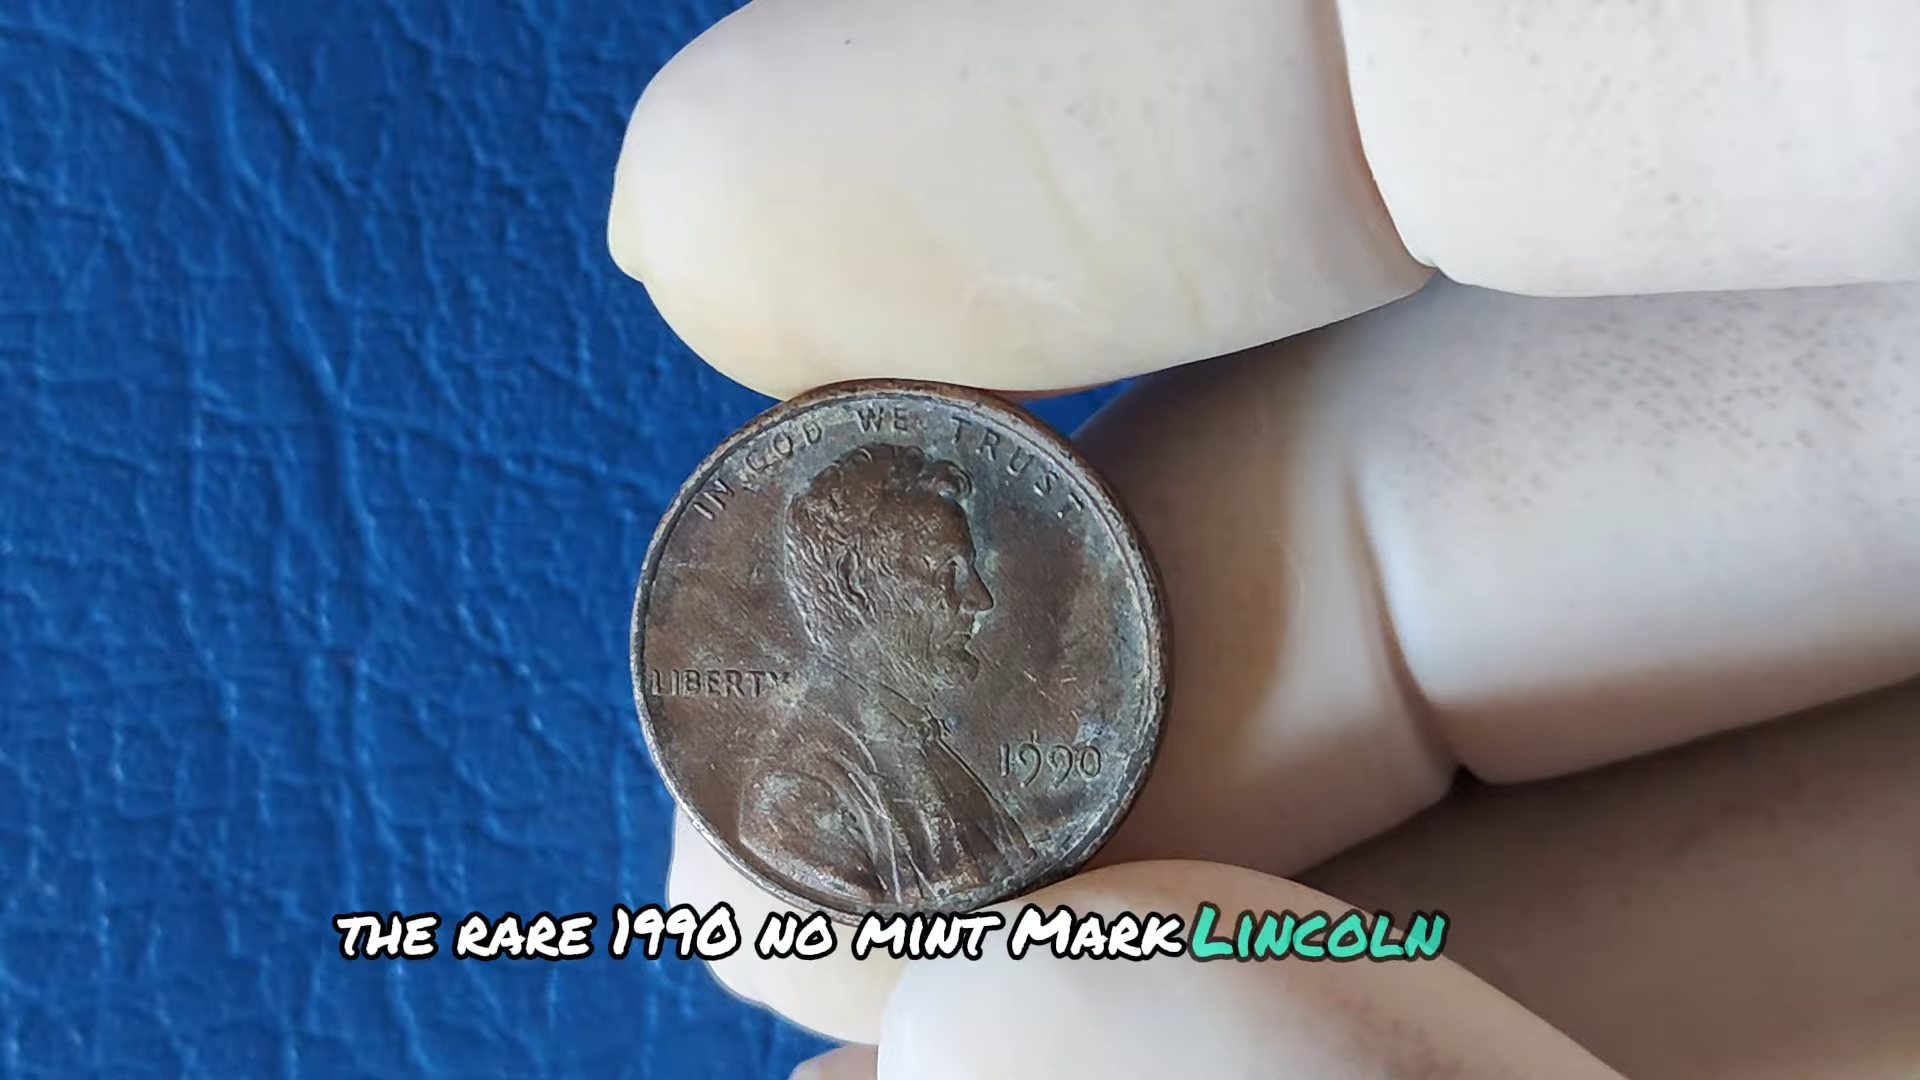 IN GOD WE TRUST
LIBERTY
1990
THE RARE 1990 NO MINT MARK LINCOLN